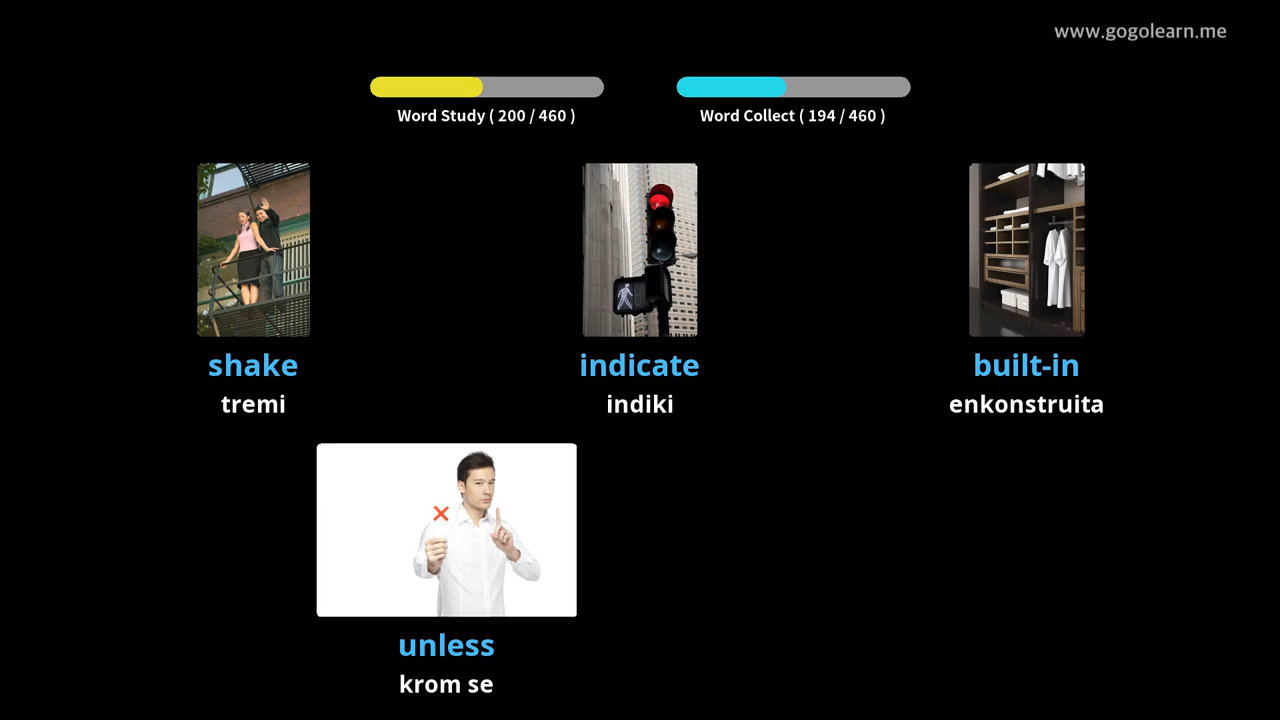 www.gogolearn.me
Word Study ( 200 / 460 )
Word Collect ( 194 / 460 )
shake
tremi
indicate
indiki
built-in
enkonstruita
unless
krom se